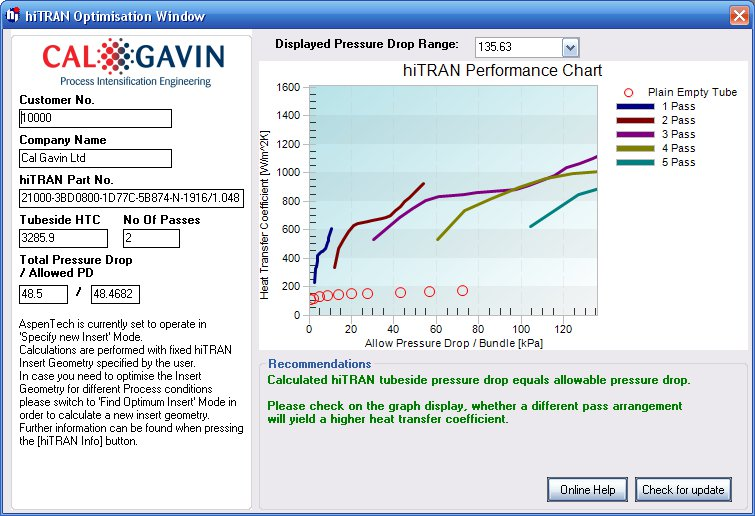 hiTRAN Optimisation Window
CAL GAVIN
Process Intensification Engineering
Customer No.
10000
Company Name
Cal Gavin Ltd
hiTRAN Part No.
21000-3BD0800-1D77C-5B874-N-1916/1.048
Tubeside HTC No Of Passes
3285.9 2
Total Pressure Drop
/ Allowed PD
48.5 / 48.4682
AspenTech is currently set to operate in
'Specify new Insert' Mode.
Calculations are performed with fixed hiTRAN
Insert Geometry specified by the user.
In case you need to optimise the Insert
Geometry for different Process conditions
please switch to 'Find Optimum Insert' Mode in
order to calculate a new insert geometry.
Further information can be found when pressing
the [hiTRAN Info] button.
Displayed Pressure Drop Range: 135.63
hiTRAN Performance Chart
Heat Transfer Coefficient [W/m^2K]
1600
1400
1200
1000
800
600
400
200
0
0 20 40 60 80 100 120
Allow Pressure Drop / Bundle [kPa]
Plain Empty Tube
1 Pass
2 Pass
3 Pass
4 Pass
5 Pass
Recommendations
Calculated hiTRAN tubeside pressure drop equals allowable pressure drop.
Please check on the graph display, whether a different pass arrangement
will yield a higher heat transfer coefficient.
Online Help Check for update